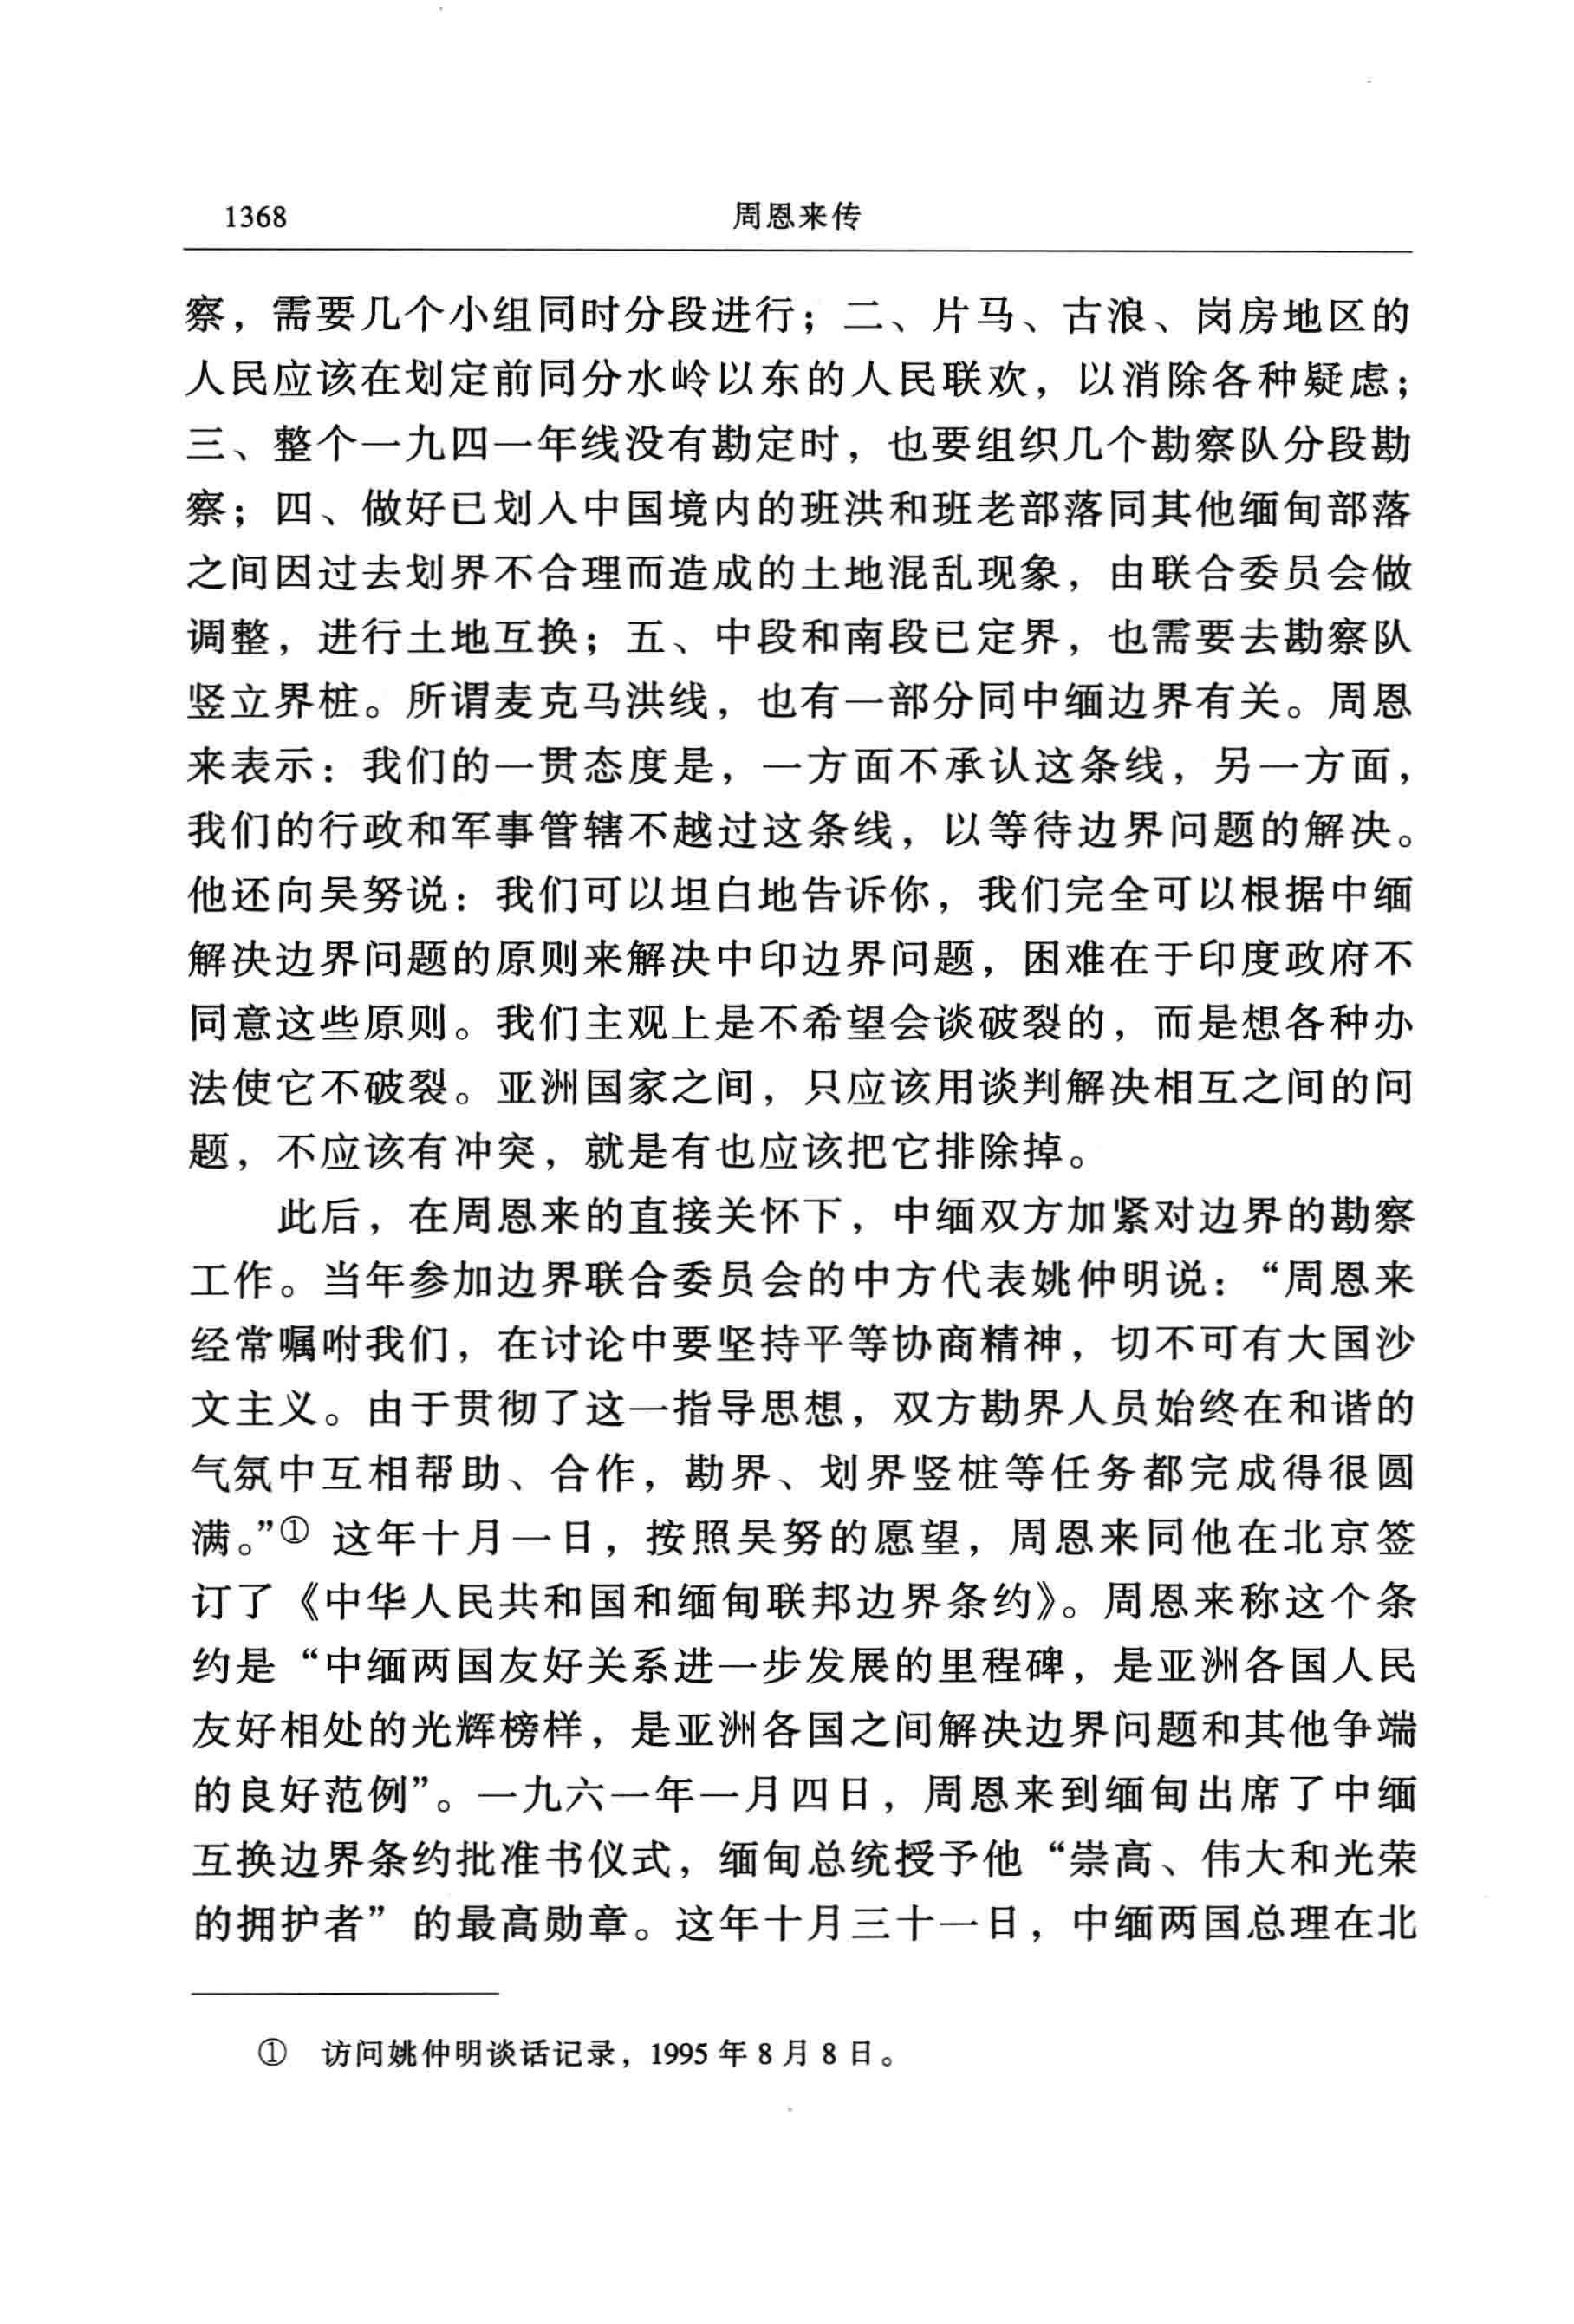 1368 周恩来传
察，需要几个小组同时分段进行；二、片马、古浪、岗房地区的
人民应该在划定前同分水岭以东的人民联欢，以消除各种疑虑；
三、整个一九四一年线没有勘定时，也要组织几个勘察队分段勘
察；四、做好已划入中国境内的班洪和班老部落同其他缅甸部落
之间因过去划界不合理而造成的土地混乱现象，由联合委员会做
调整，进行土地互换；五、中段和南段已定界，也需要去勘察队
竖立界桩。所谓麦克马洪线，也有一部分同中缅边界有关。周恩
来表示：我们的一贯态度是，一方面不承认这条线，另一方面，
我们的行政和军事管辖不越过这条线，以等待边界问题的解决。
他还向吴努说：我们可以坦白地告诉你，我们完全可以根据中缅
解决边界问题的原则来解决中印边界问题，困难在于印度政府不
同意这些原则。我们主观上是不希望会谈破裂的，而是想各种办
法使它不破裂。亚洲国家之间，只应该用谈判解决相互之间的问
题，不应该有冲突，就是有也应该把它排除掉。
此后，在周恩来的直接关怀下，中缅双方加紧对边界的勘察
工作。当年参加边界联合委员会的中方代表姚仲明说：“周恩来
经常嘱咐我们，在讨论中要坚持平等协商精神，切不可有大国沙
文主义。由于贯彻了这一指导思想，双方勘界人员始终在和谐的
气氛中互相帮助、合作，勘界、划界竖桩等任务都完成得很圆
满。”① 这年十月一日，按照吴努的愿望，周恩来同他在北京签
订了《中华人民共和国和缅甸联邦边界条约》。周恩来称这个条
约是“中缅两国友好关系进一步发展的里程碑，是亚洲各国人民
友好相处的光辉榜样，是亚洲各国之间解决边界问题和其他争端
的良好范例”。一九六一年一月四日，周恩来到缅甸出席了中缅
互换边界条约批准书仪式，缅甸总统授予他“崇高、伟大和光荣
的拥护者”的最高勋章。这年十月三十一日，中缅两国总理在北
① 访问姚仲明谈话记录，1995 年 8 月 8 日。